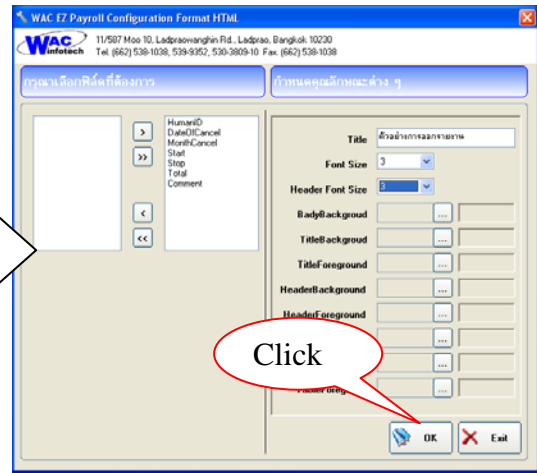 WAC EZ Payroll Configuration Format HTML
WAC Infotech
11/587 Moo 10, Ladpraowanghin Rd., Ladprao, Bangkok 10230
Tel. (662) 538-1038, 539-9352, 530-3809-10 Fax. (662) 538-1038
กรุณาเลือกฟิลด์ที่ต้องการ
กำหนดคุณลักษณะต่าง ๆ
>
>>
<
<<
HumanID
DateOfCancel
MonthCancel
Start
Stop
Total
Comment
Title ตัวอย่างการออกรายงาน
Font Size 3
Header Font Size 3
BadyBackgroud ...
TitleBackgroud ...
TitleForeground ...
HeaderBackground ...
HeaderForeground ...
...
...
...
Click
OK
Exit